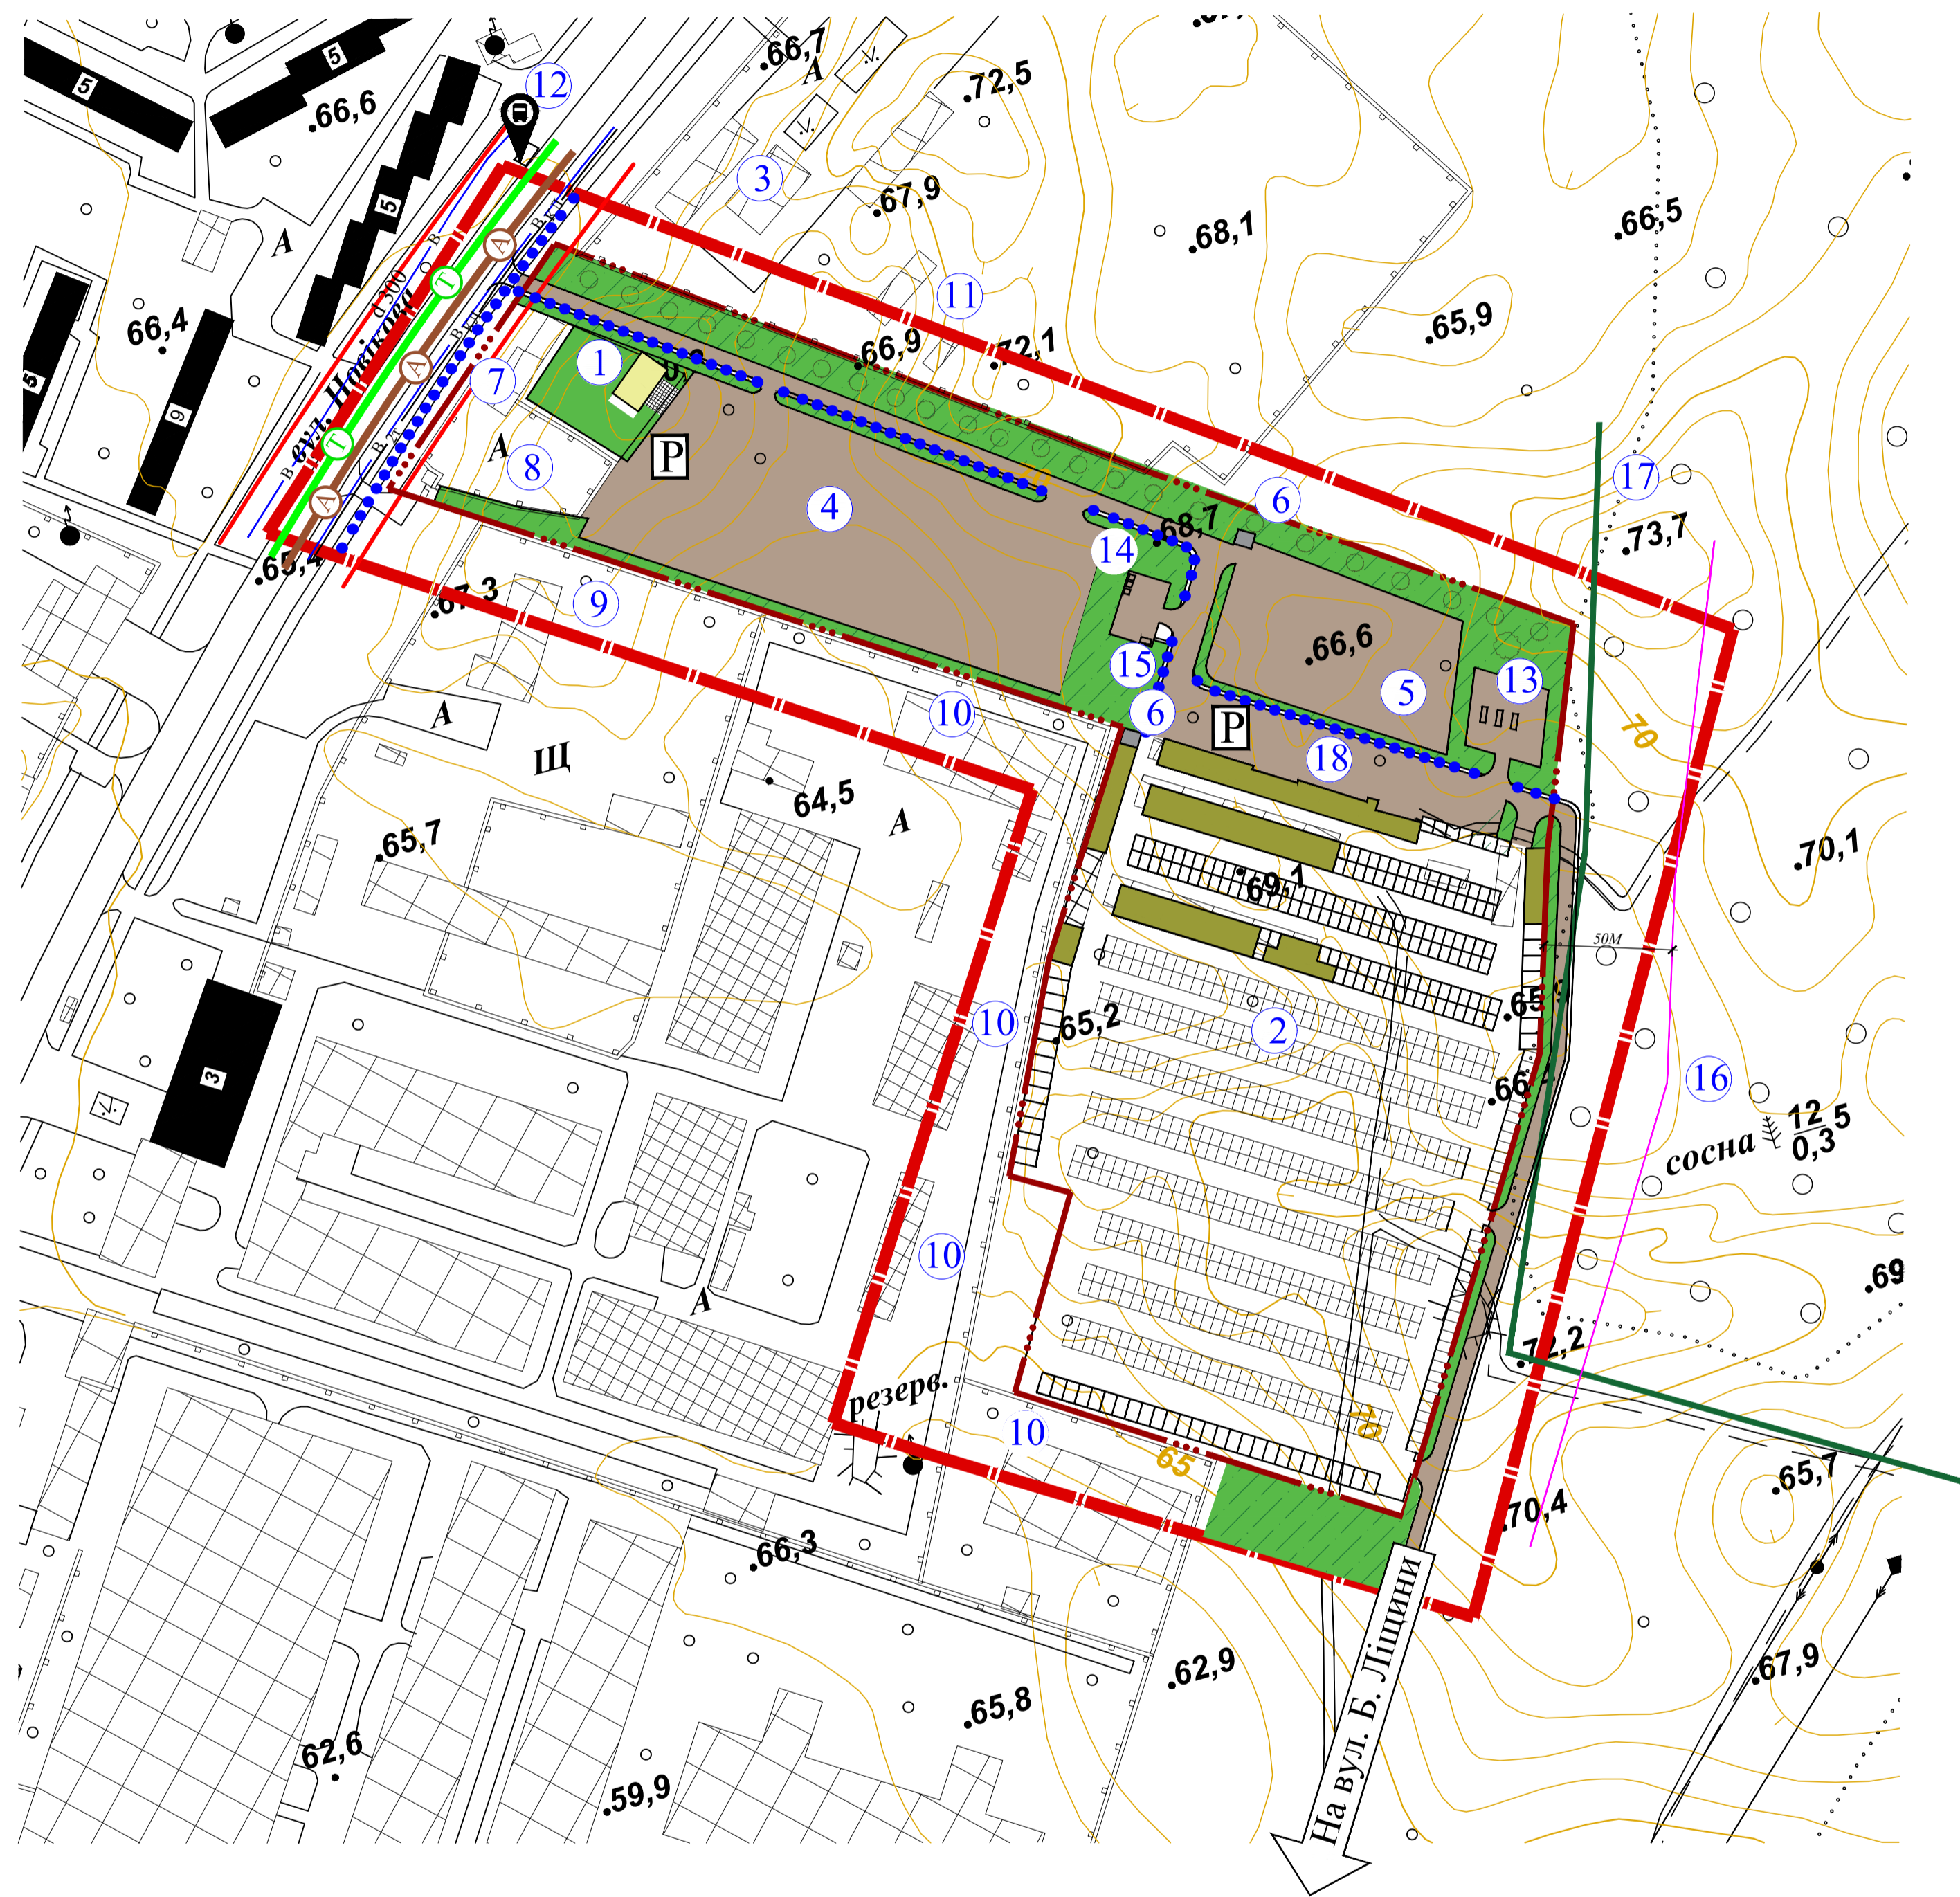 5
5
.66,6
12
.66,7
А
.72,5
3
.67,9
.68,1
.66,5
5
А
В
А
Т
d 300
66,4
вул. Новікова
11
.65,9
66,9
72,1
5
9
7
1
А
А
8
Р
4
Т
В
А
6
17
14
.68,7
.73,7
.65,4
.67,3
9
.66,6
15
13
5
6
Р
18
70
10
А
Щ
64,5
А
.65,7
.70,1
69,1
50М
10
.65,2
2
16
3
сосна 12 5
0,3
10
А
.69
.72,2
резерв.
10
65
70
.70,4
.65,7
.66,3
.62,9
.67,9
.65,8
62,6
.59,9
На вул. Б. Ліщини